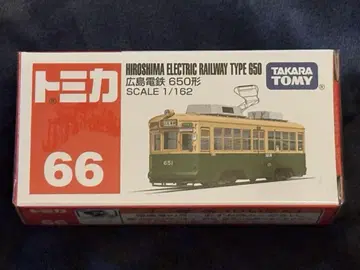 トミカ
66
HIROSHIMA ELECTRIC RAILWAY TYPE 650
広島電鉄 650形
SCALE 1/162
TAKARA
TOMY
651